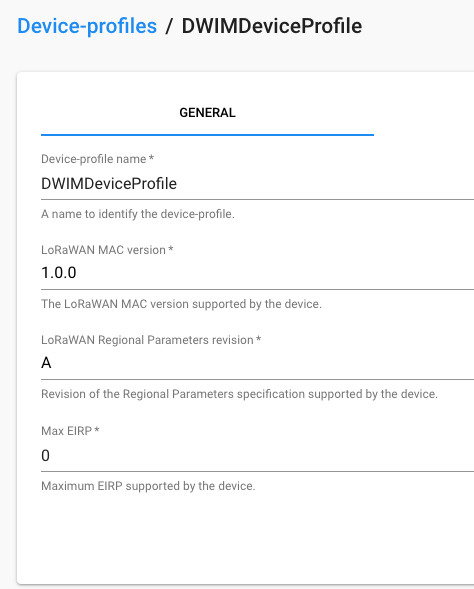 Device-profiles / DWIMDeviceProfile
GENERAL
Device-profile name *
DWIMDeviceProfile
A name to identify the device-profile.
LoRaWAN MAC version *
1.0.0
The LoRaWAN MAC version supported by the device.
LoRaWAN Regional Parameters revision *
A
Revision of the Regional Parameters specification supported by the device.
Max EIRP *
0
Maximum EIRP supported by the device.